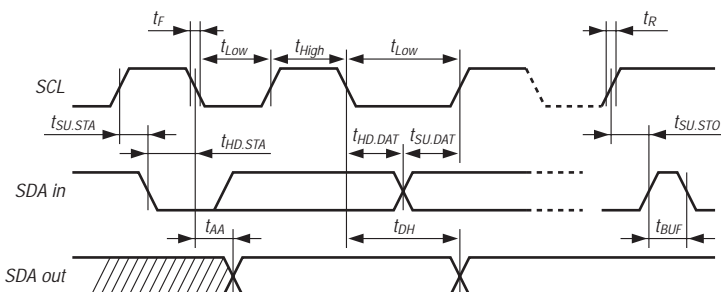 tF
tR
tLow
tHigh
tLow
SCL
tSU.STA
tHD.STA
tHD.DAT
tSU.DAT
tSU.STO
SDA in
tAA
tDH
tBUF
SDA out